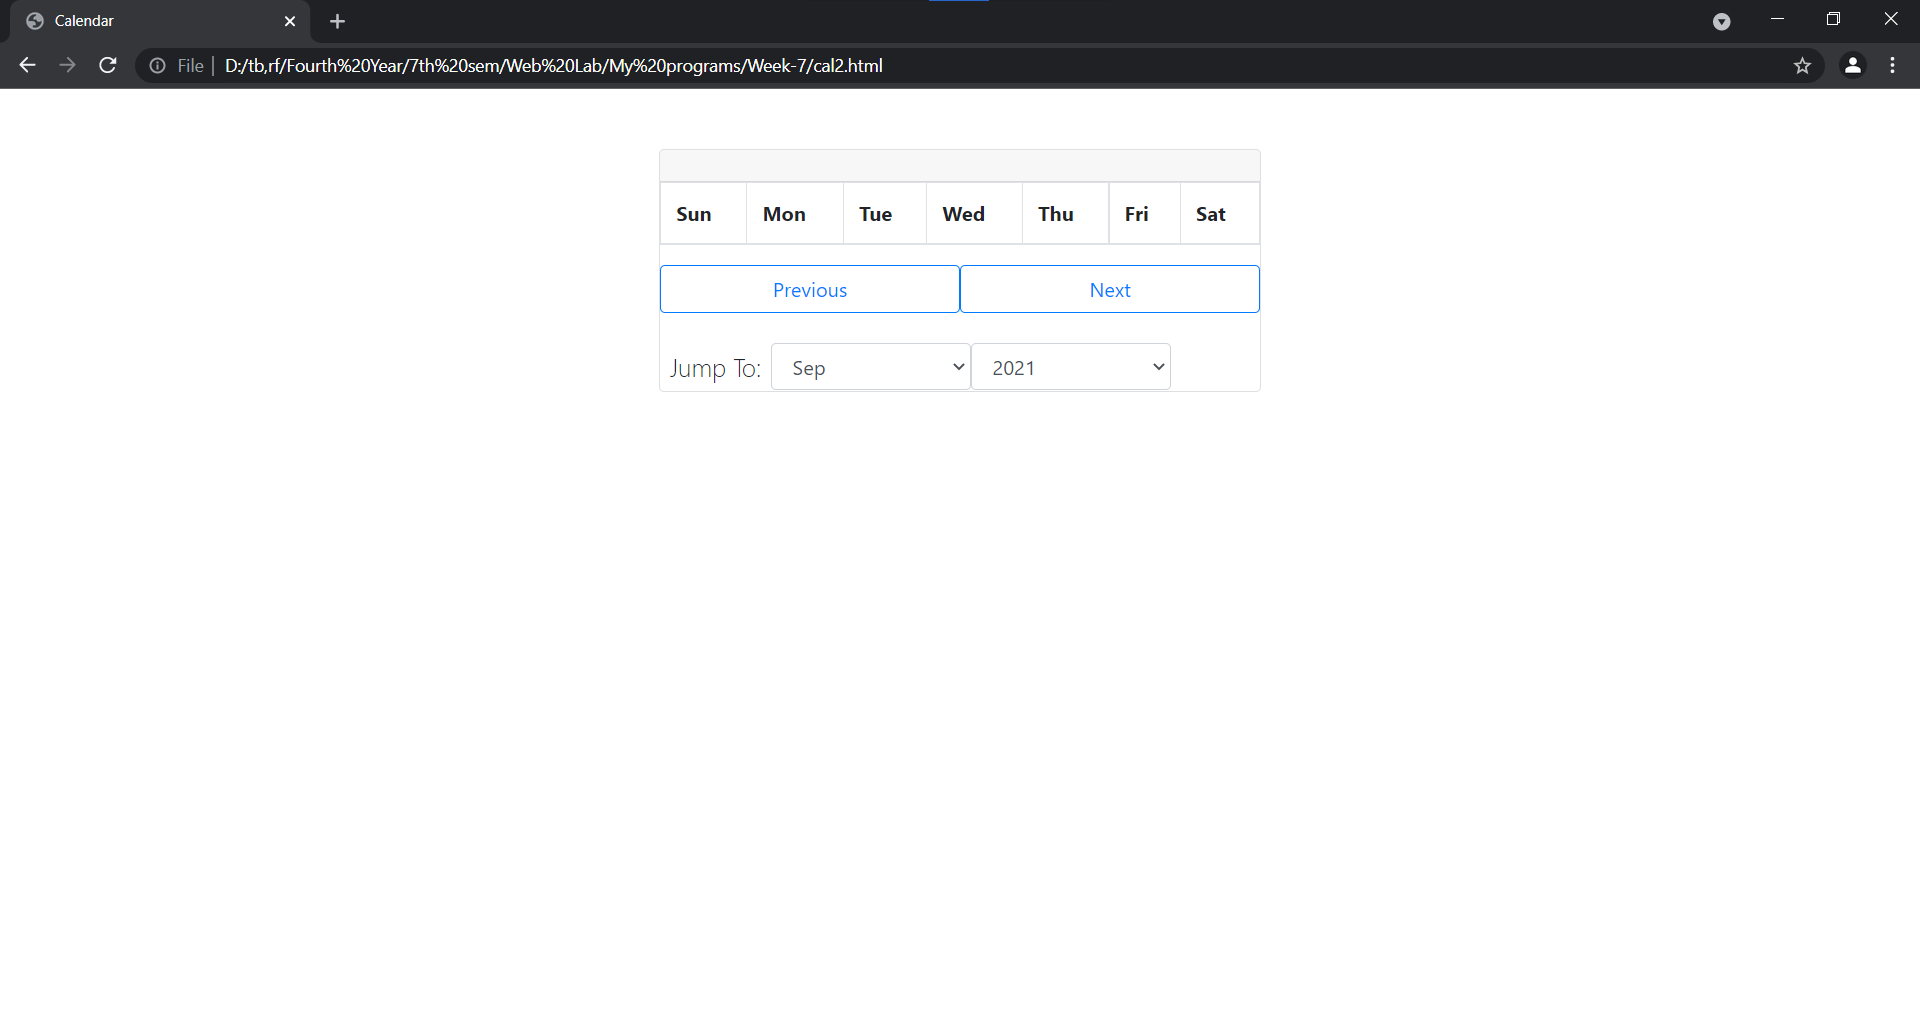 Calendar
File | D:/tb,rf/Fourth%20Year/7th%20sem/Web%20Lab/My%20programs/Week-7/cal2.html
Sun Mon Tue Wed Thu Fri Sat
Previous Next
Jump To: Sep 2021